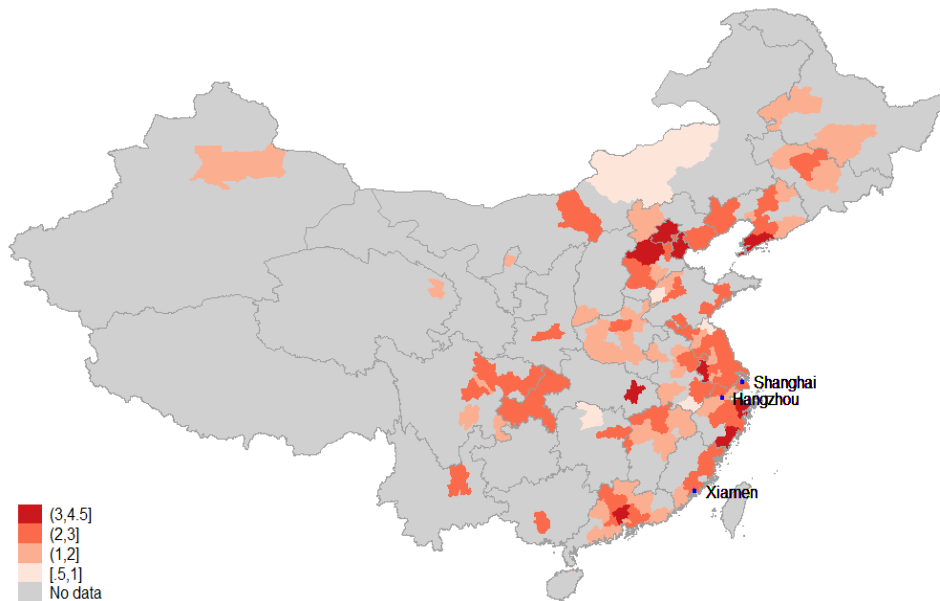 Shanghai
Hangzhou
Xiamen
(3,4.5]
(2,3]
(1,2]
[.5,1]
No data